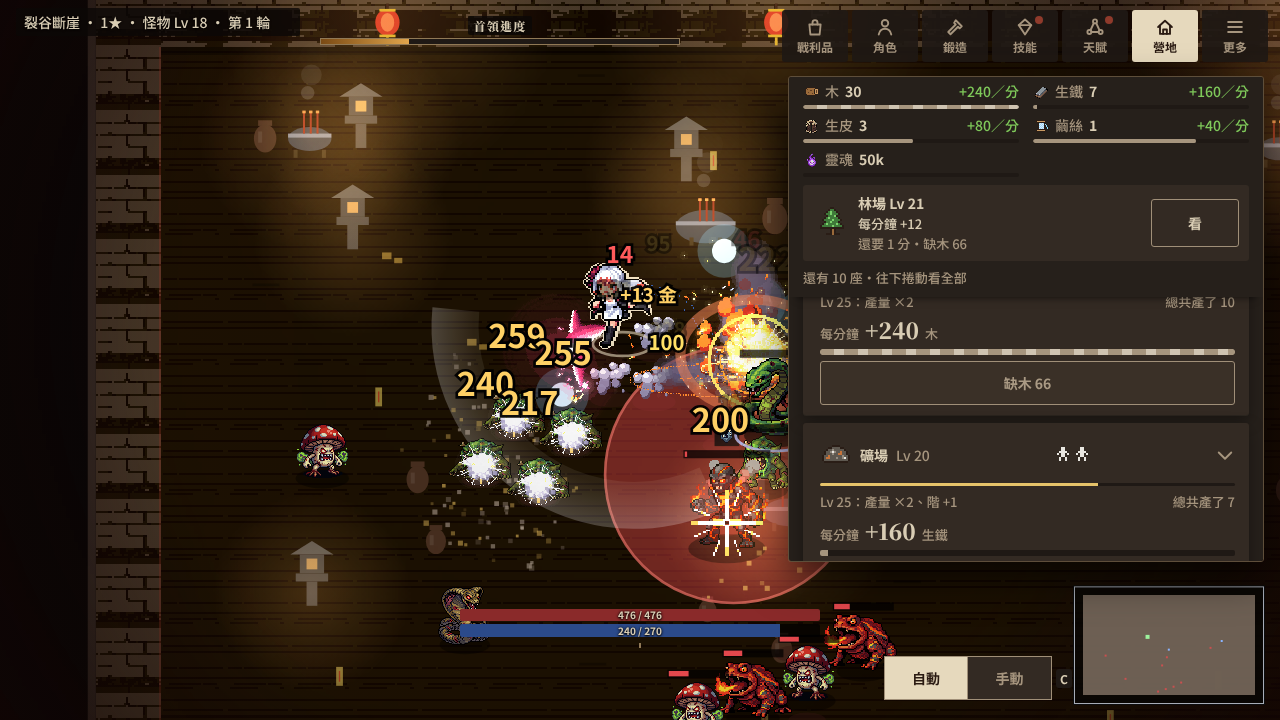 裂谷斷崖 · 1★ · 怪物 Lv 18 · 第 1 輪
首領進度
戰利品
角色
鍛造
技能
天賦
營地
更多
木 30 +240／分
生鐵 7 +160／分
生皮 3 +80／分
繭絲 1 +40／分
靈魂 50k
林場 Lv 21
每分鐘 +12
還要 1 分·缺木 66
看
還有 10 座·往下捲動看全部
Lv 25：產量 ×2 總共產了 10
每分鐘 +240 木
缺木 66
礦場 Lv 20
Lv 25：產量 ×2、階 +1 總共產了 7
每分鐘 +160 生鐵
14
95
222
+13 金
100
259
255
240
217
200
476 / 476
240 / 270
自動
手動
C